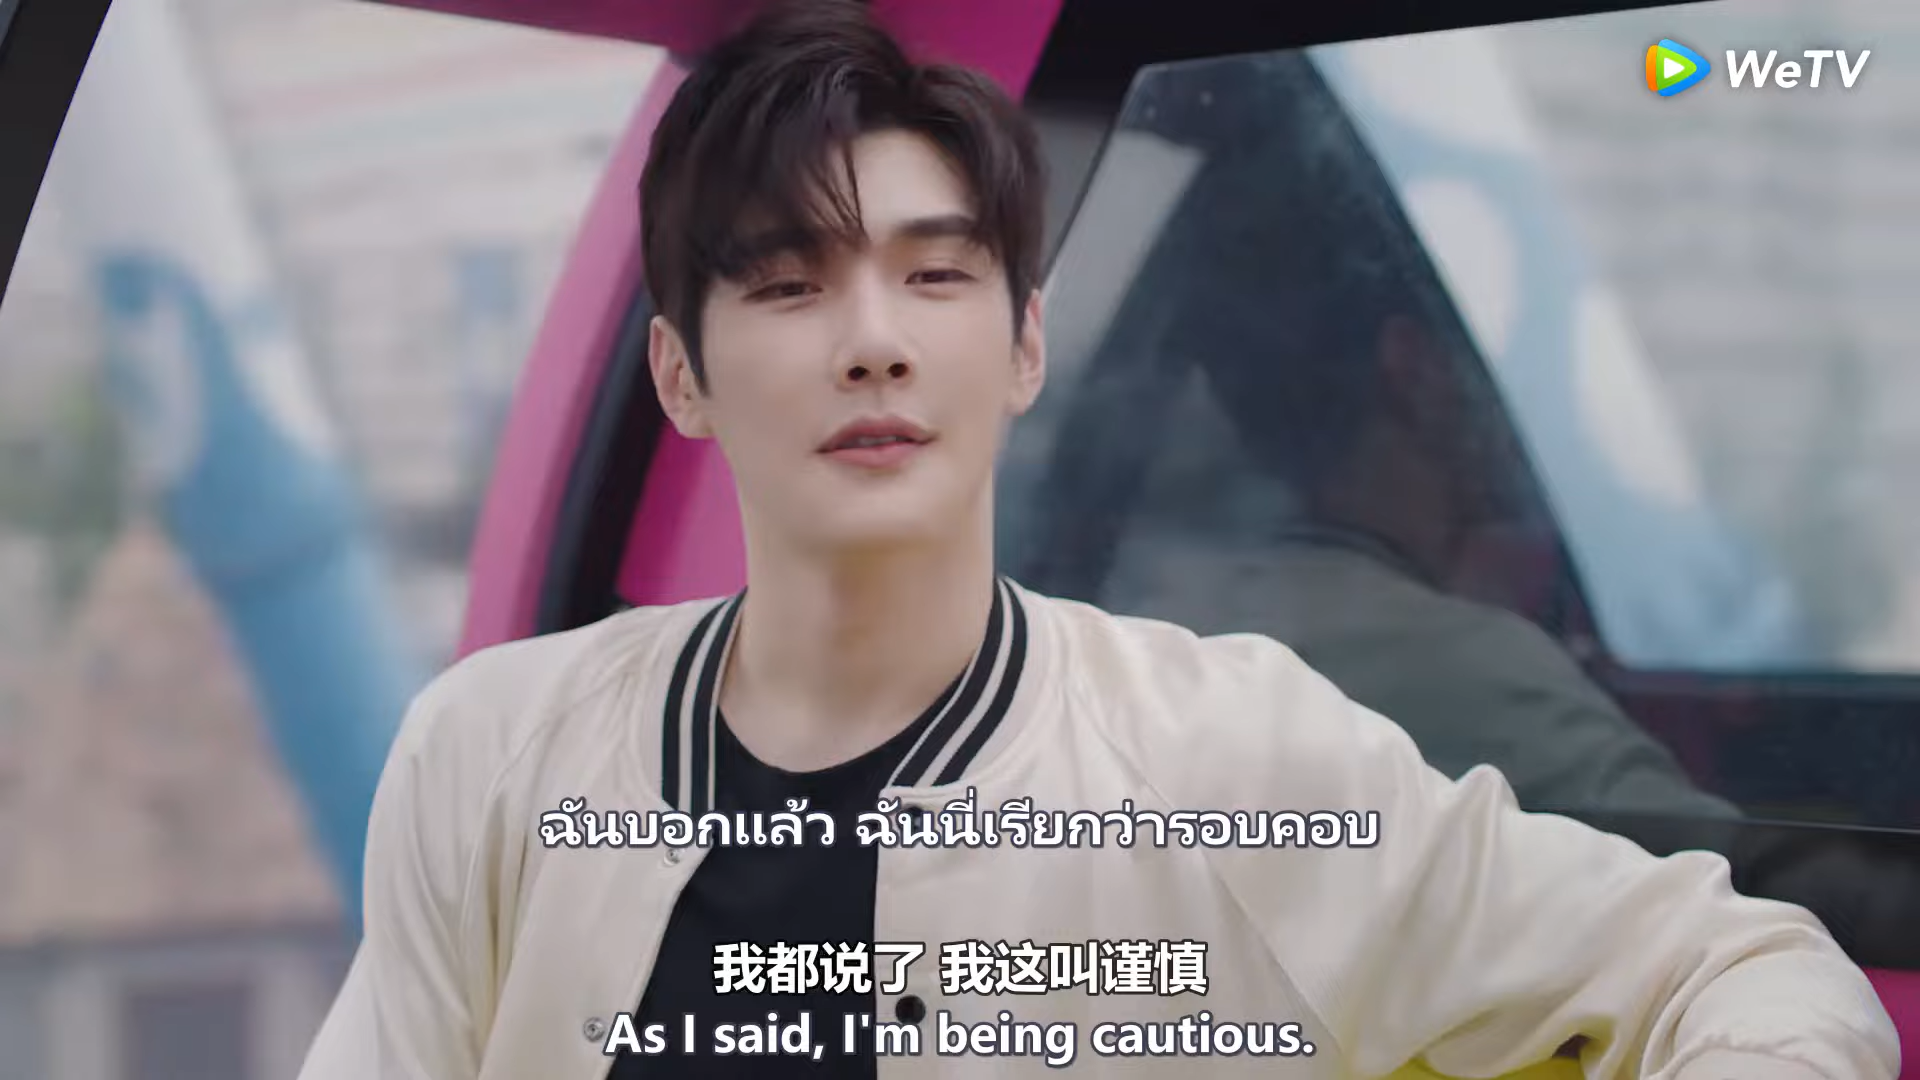 WeTV
ฉันบอกแล้ว ฉันนี่เรียกว่ารอบคอบ
我都说了 我这叫谨慎
As I said, I'm being cautious.